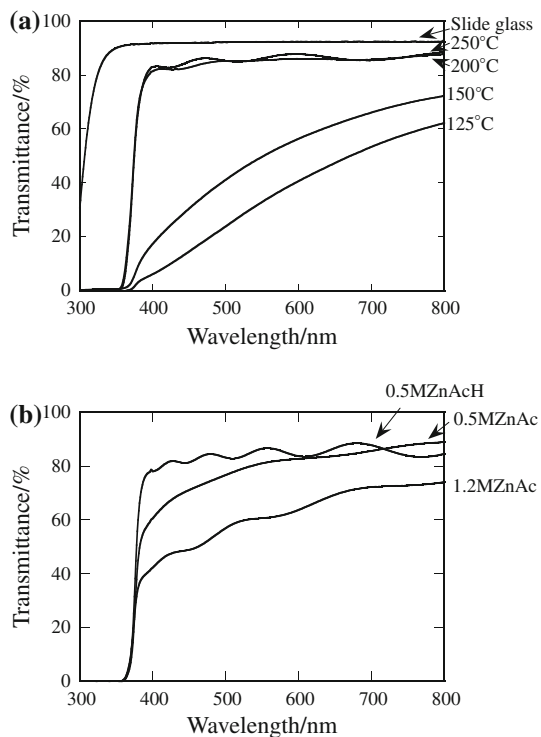 (a)
100
80
60
40
20
0
Transmittance/%
300 400 500 600 700 800
Wavelength/nm
Slide glass
250°C
200°C
150°C
125°C
(b)
100
80
60
40
20
0
Transmittance/%
300 400 500 600 700 800
Wavelength/nm
0.5MZnAcH
0.5MZnAc
1.2MZnAc